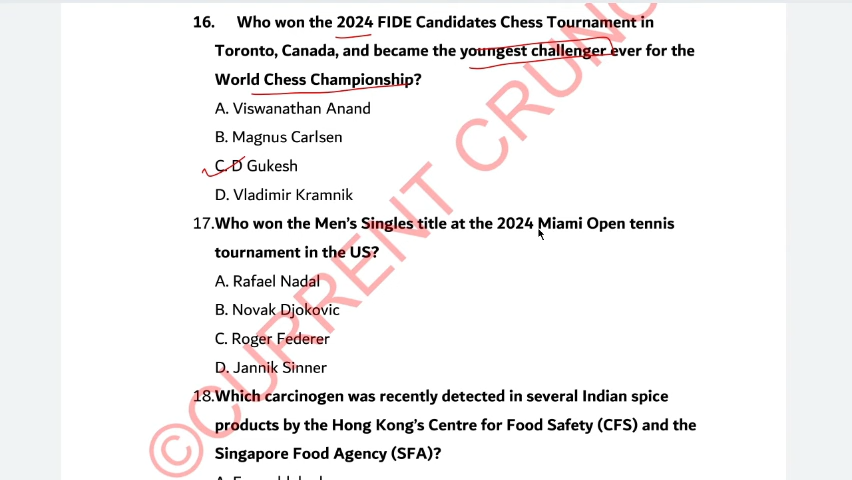 16. Who won the 2024 FIDE Candidates Chess Tournament in
Toronto, Canada, and became the youngest challenger ever for the
World Chess Championship?
A. Viswanathan Anand
B. Magnus Carlsen
C. D Gukesh
D. Vladimir Kramnik
17.Who won the Men's Singles title at the 2024 Miami Open tennis
tournament in the US?
A. Rafael Nadal
B. Novak Djokovic
C. Roger Federer
D. Jannik Sinner
18.Which carcinogen was recently detected in several Indian spice
products by the Hong Kong's Centre for Food Safety (CFS) and the
Singapore Food Agency (SFA)?
©CURRENT CRUN